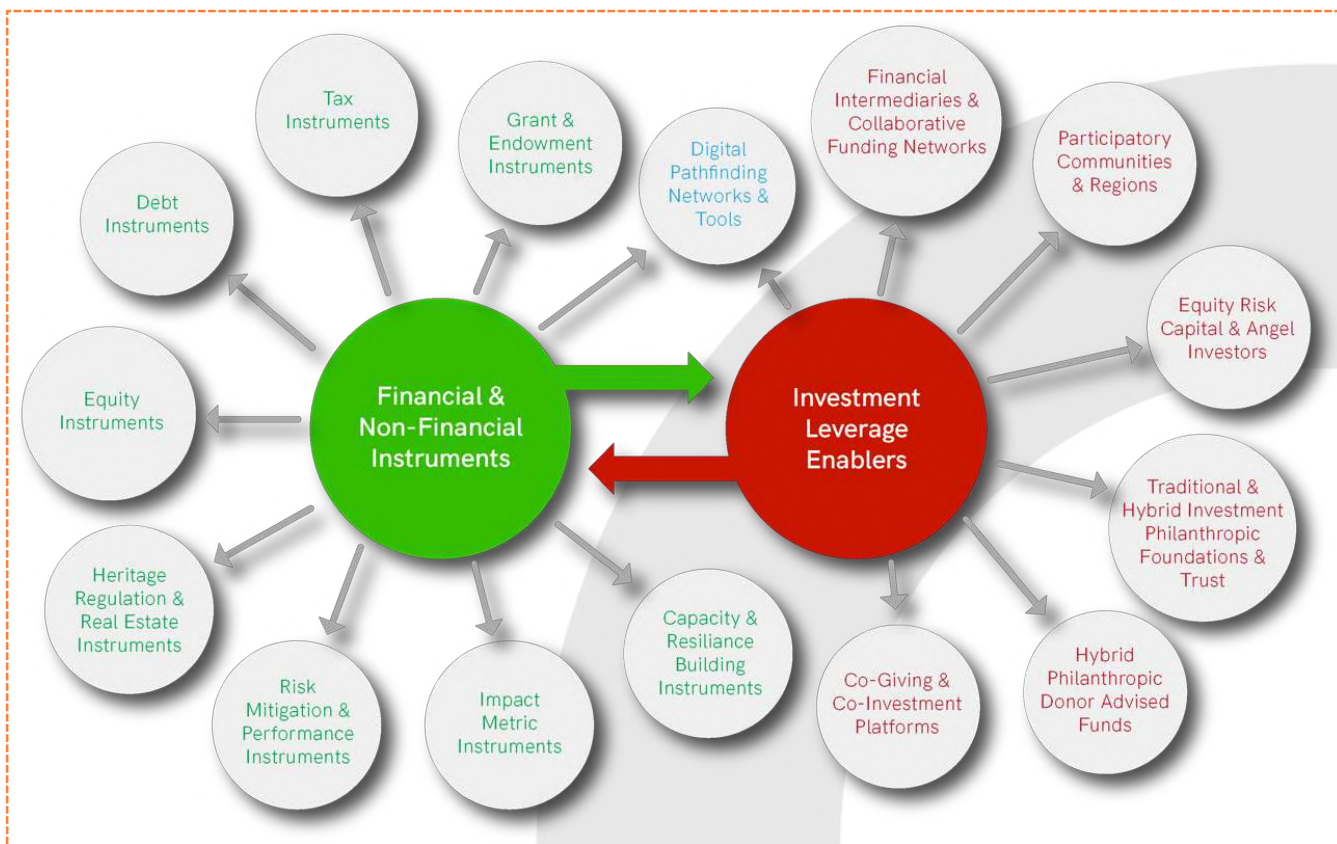 Tax
Instruments
Grant &
Endowment
Instruments
Digital
Pathfinding
Networks &
Tools
Financial
Intermediaries &
Collaborative
Funding Networks
Participatory
Communities
& Regions
Debt
Instruments
Equity Risk
Capital & Angel
Investors
Equity
Instruments
Financial &
Non-Financial
Instruments
Investment
Leverage
Enablers
Traditional &
Hybrid Investment
Philanthropic
Foundations &
Trust
Heritage
Regulation &
Real Estate
Instruments
Risk
Mitigation &
Performance
Instruments
Impact
Metric
Instruments
Capacity &
Resiliance
Building
Instruments
Co-Giving &
Co-Investment
Platforms
Hybrid
Philanthropic
Donor Advised
Funds